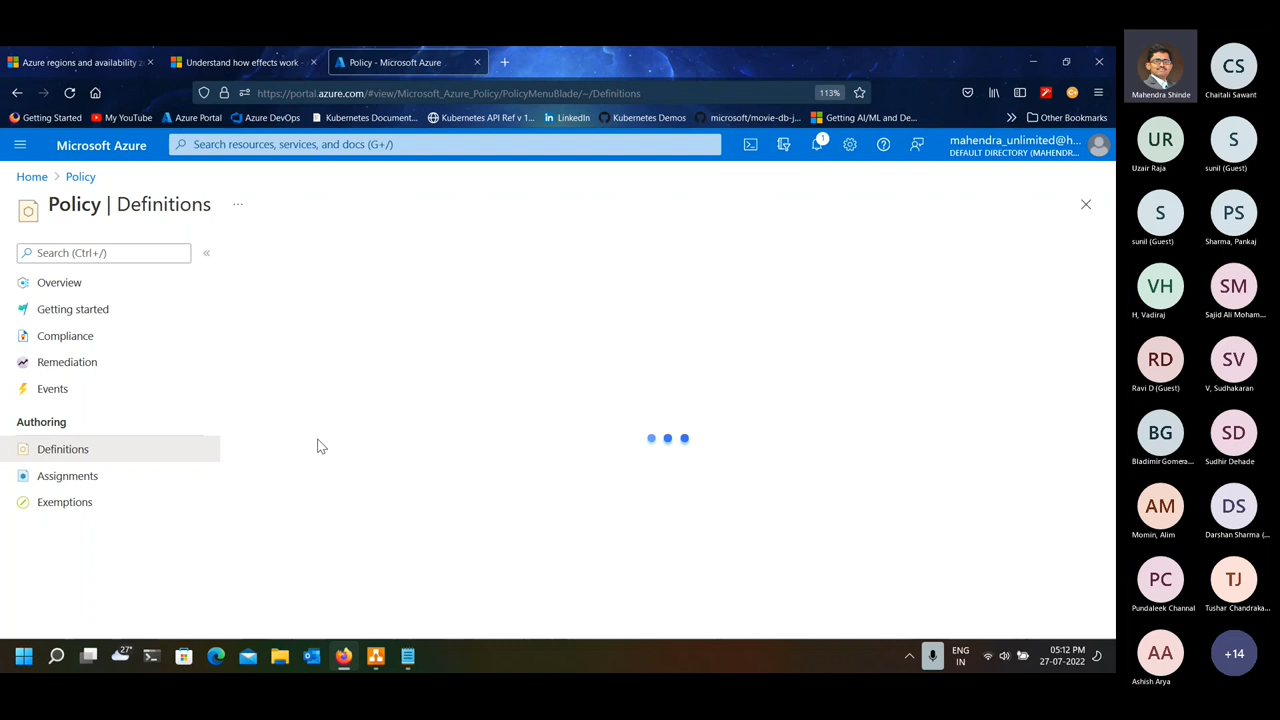 Azure regions and availability z
Understand how effects work -
Policy - Microsoft Azure
https://portal.azure.com/#view/Microsoft_Azure_Policy/PolicyMenuBlade/~/Definitions
113%
Getting Started
My YouTube
Azure Portal
Azure DevOps
Kubernetes Document...
Kubernetes API Ref v 1...
LinkedIn
Kubernetes Demos
microsoft/movie-db-j...
Getting AI/ML and De...
Other Bookmarks
Microsoft Azure
Search resources, services, and docs (G+/)
1
mahendra_unlimited@h...
DEFAULT DIRECTORY (MAHENDR...
Home > Policy
Policy | Definitions ...
Search (Ctrl+/)
«
Overview
Getting started
Compliance
Remediation
Events
Authoring
Definitions
Assignments
Exemptions
27°
ENG
IN
05:12 PM
27-07-2022
Mahendra Shinde
CS
Chaitali Sawant
UR
Uzair Raja
S
sunil (Guest)
S
sunil (Guest)
PS
Sharma, Pankaj
VH
H, Vadiraj
SM
Sajid Ali Moham...
RD
Ravi D (Guest)
SV
V, Sudhakaran
BG
Bladimir Gomera...
SD
Sudhir Dehade
AM
Momin, Alim
DS
Darshan Sharma (...
PC
Pundaleek Channal
TJ
Tushar Chandraka...
AA
Ashish Arya
+14